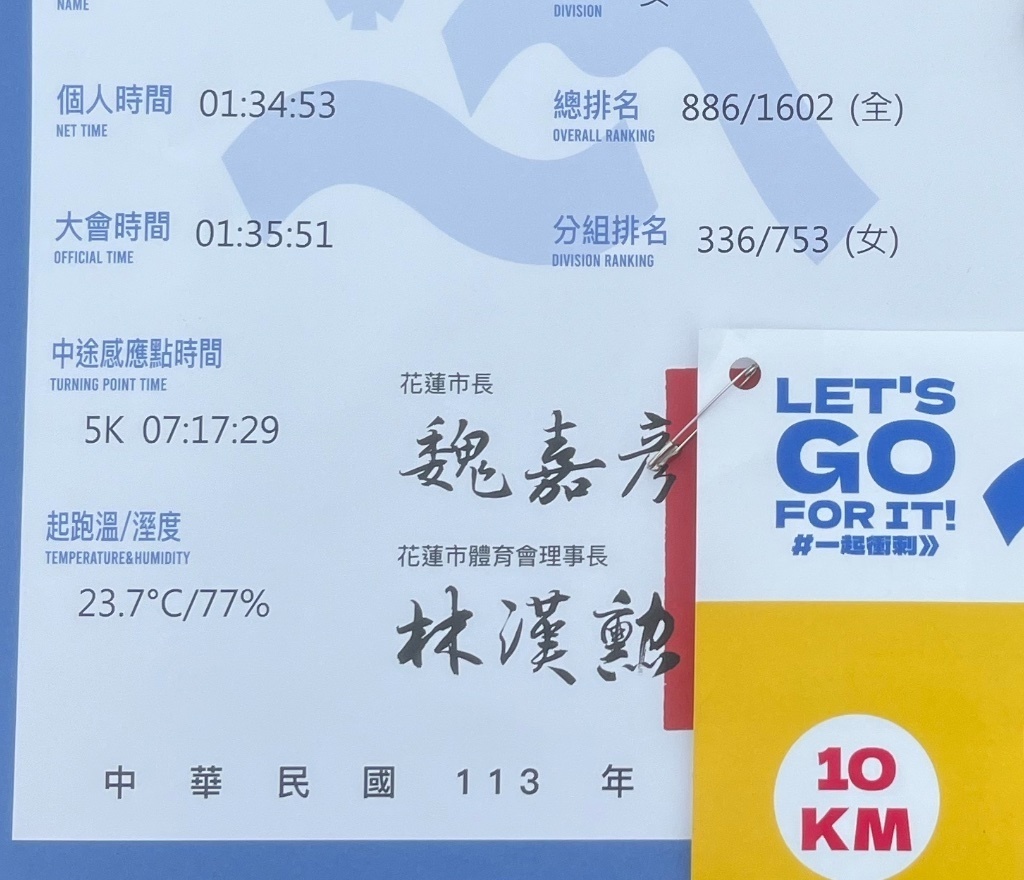 NAME
DIVISION
個人時間 01:34:53 總排名 886/1602 (全)
NET TIME OVERALL RANKING
大會時間 01:35:51 分組排名 336/753 (女)
OFFICIAL TIME DIVISION RANKING
中途感應點時間
TURNING POINT TIME
5K 07:17:29
起跑溫/溼度
TEMPERATURE&HUMIDITY
23.7°C/77%
花蓮市長
魏嘉彥
花蓮市體育會理事長
林漢勲
中華民國 113 年
LET'S
GO
FOR IT!
#一起衝刺》
10
KM